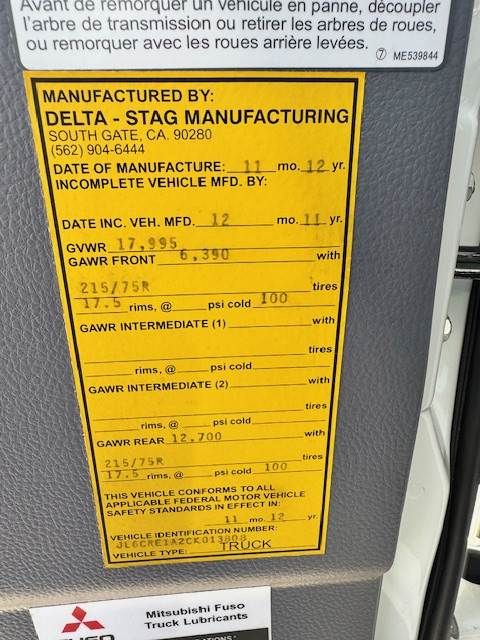 Avant de remorquer un véhicule en panne, découpler
l'arbre de transmission ou retirer les arbres de roues,
ou remorquer avec les roues arrière levées.
⑦ ME539844
MANUFACTURED BY:
DELTA - STAG MANUFACTURING
SOUTH GATE, CA. 90280
(562) 904-6444
DATE OF MANUFACTURE: 11 mo. 12 yr.
INCOMPLETE VEHICLE MFD. BY:
DATE INC. VEH. MFD. 12 mo. 11 yr.
GVWR 17,995
GAWR FRONT 6,390 with
215/75R tires
17.5 rims, @ psi cold 100
GAWR INTERMEDIATE (1) with
tires
rims, @ psi cold
GAWR INTERMEDIATE (2) with
tires
rims, @ psi cold
GAWR REAR 12,700 with
215/75R tires
17.5 rims, @ psi cold 100
THIS VEHICLE CONFORMS TO ALL
APPLICABLE FEDERAL MOTOR VEHICLE
SAFETY STANDARDS IN EFFECT IN:
11 mo. 12 yr.
VEHICLE IDENTIFICATION NUMBER:
JL6CRE1A2CK013808
VEHICLE TYPE: TRUCK
Mitsubishi Fuso
Truck Lubricants
FUSO